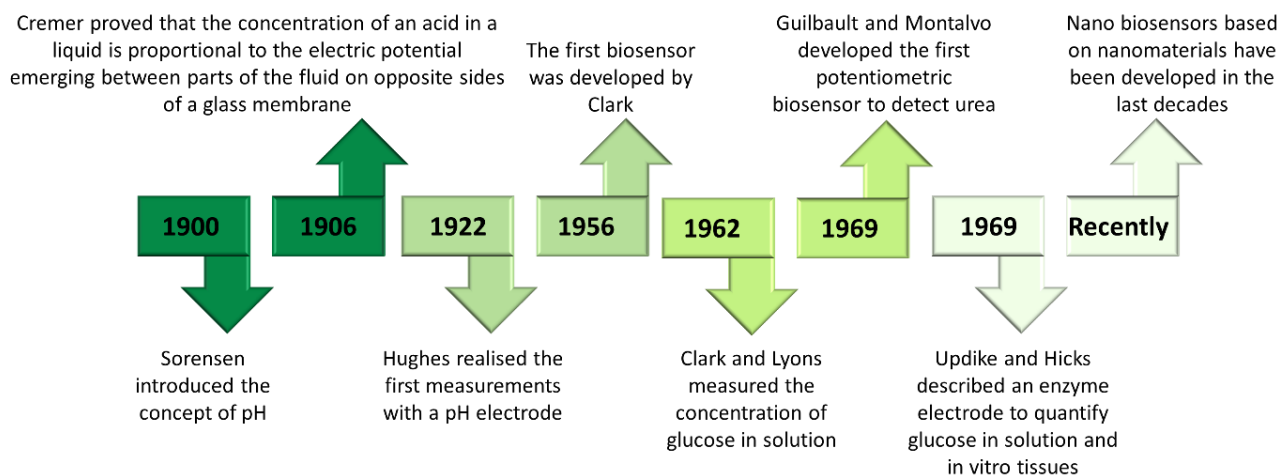 Cremer proved that the concentration of an acid in a
liquid is proportional to the electric potential
emerging between parts of the fluid on opposite sides
of a glass membrane
The first biosensor
was developed by
Clark
Guilbault and Montalvo
developed the first
potentiometric
biosensor to detect urea
Nano biosensors based
on nanomaterials have
been developed in the
last decades
1900
1906
1922
1956
1962
1969
1969
Recently
Sorensen
introduced the
concept of pH
Hughes realised the
first measurements
with a pH electrode
Clark and Lyons
measured the
concentration of
glucose in solution
Updike and Hicks
described an enzyme
electrode to quantify
glucose in solution and
in vitro tissues